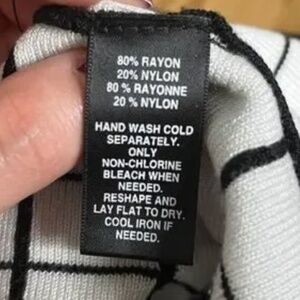 80% RAYON
20% NYLON
80 % RAYONNE
20 % NYLON
HAND WASH COLD
SEPARATELY.
ONLY
NON-CHLORINE
BLEACH WHEN
NEEDED.
RESHAPE AND
LAY FLAT TO DRY.
COOL IRON IF
NEEDED.